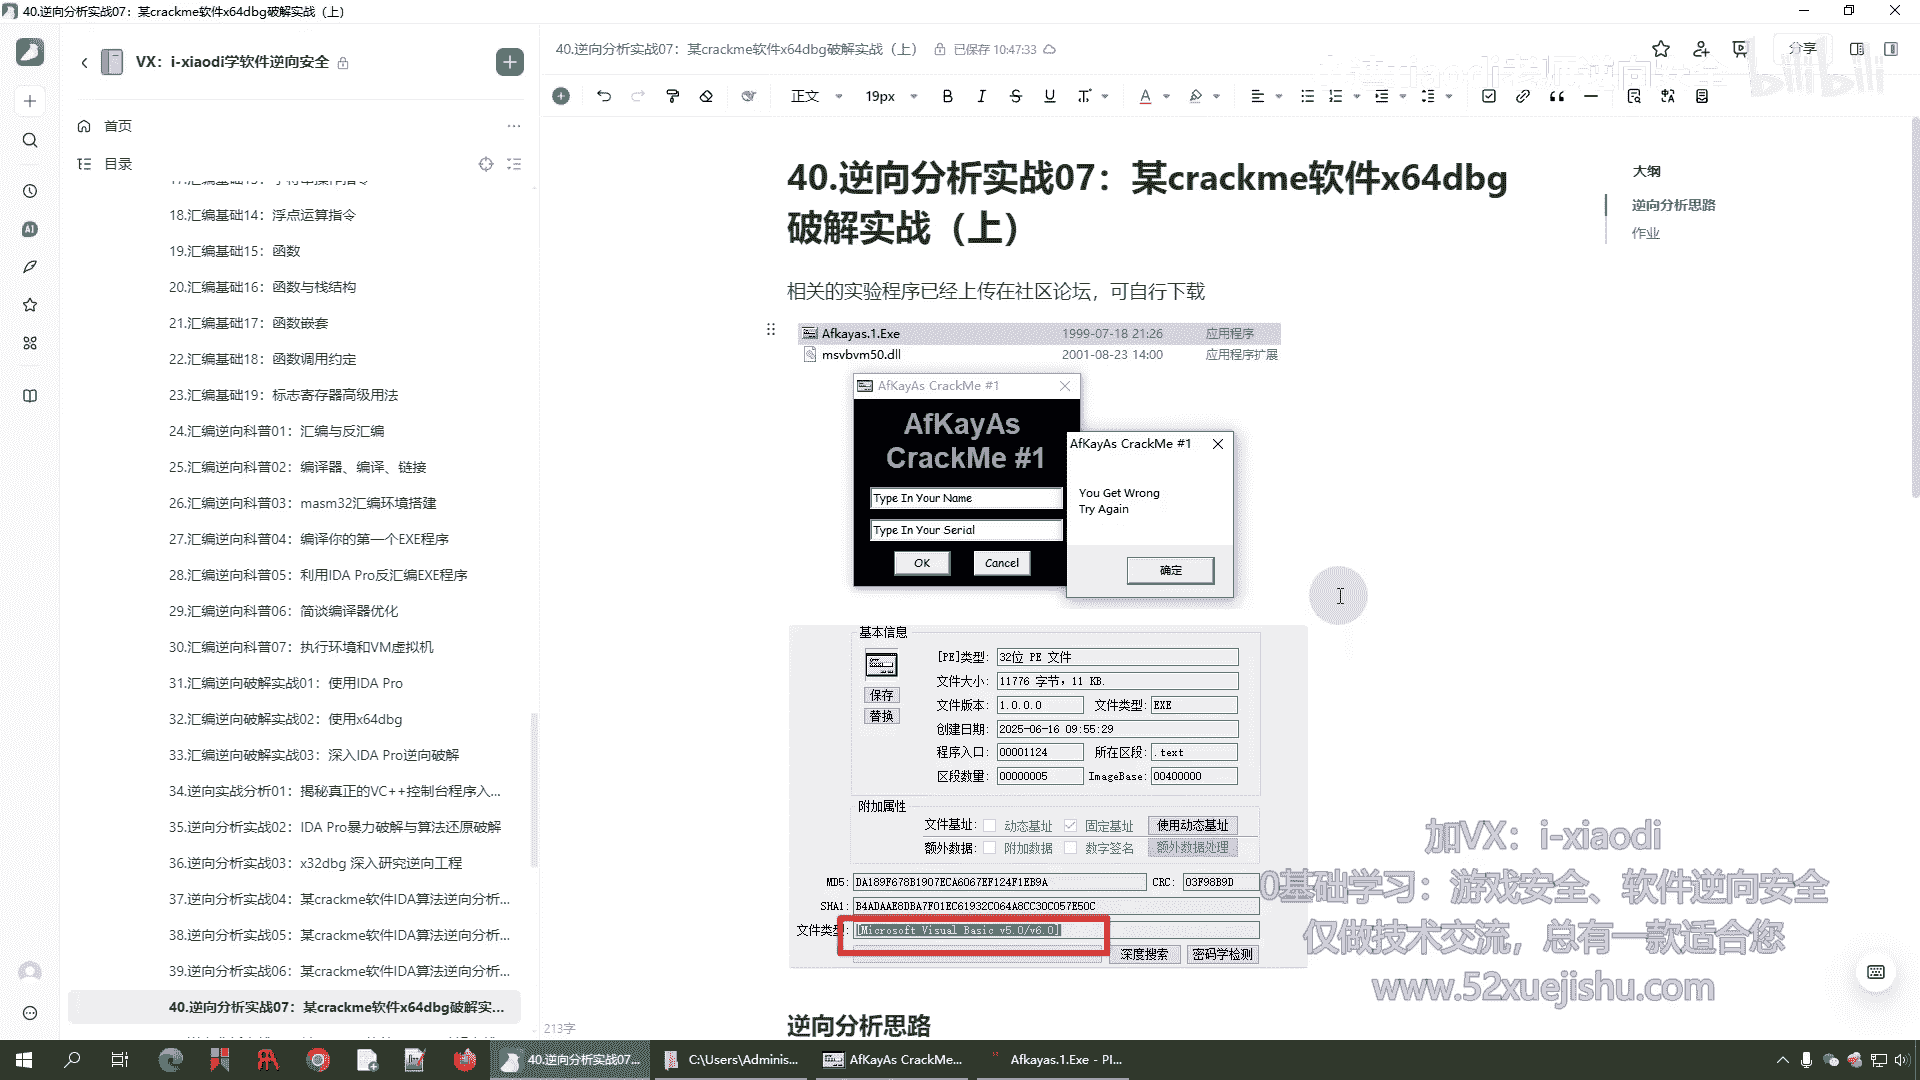 40.逆向分析实战07：某crackme软件x64dbg破解实战（上）
VX：i-xiaodi学软件逆向安全
首页
目录
18.汇编基础14：浮点运算指令
19.汇编基础15：函数
20.汇编基础16：函数与栈结构
21.汇编基础17：函数嵌套
22.汇编基础18：函数调用约定
23.汇编基础19：标志寄存器高级用法
24.汇编逆向科普01：汇编与反汇编
25.汇编逆向科普02：编译器、编译、链接
26.汇编逆向科普03：masm32汇编环境搭建
27.汇编逆向科普04：编译你的第一个EXE程序
28.汇编逆向科普05：利用IDA Pro反汇编EXE程序
29.汇编逆向科普06：简谈编译器优化
30.汇编逆向科普07：执行环境和VM虚拟机
31.汇编逆向破解实战01：使用IDA Pro
32.汇编逆向破解实战02：使用x64dbg
33.汇编逆向破解实战03：深入IDA Pro逆向破解
34.逆向实战分析01：揭秘真正的VC++控制台程序入...
35.逆向分析实战02：IDA Pro暴力破解与算法还原破解
36.逆向分析实战03：x32dbg 深入研究逆向工程
37.逆向分析实战04：某crackme软件IDA算法逆向分析...
38.逆向分析实战05：某crackme软件IDA算法逆向分析...
39.逆向分析实战06：某crackme软件IDA算法逆向分析...
40.逆向分析实战07：某crackme软件x64dbg破解实...
40.逆向分析实战07：某crackme软件x64dbg破解实战（上）
已保存 10:47:33
分享
bilibili
正文
19px
40.逆向分析实战07：某crackme软件x64dbg
破解实战（上）
相关的实验程序已经上传在社区论坛，可自行下载
Afkayas.1.Exe 1999-07-18 21:26 应用程序
msvbvm50.dll 2001-08-23 14:00 应用程序扩展
AfKayAs CrackMe #1
AfKayAs
CrackMe #1
Type In Your Name
Type In Your Serial
OK Cancel
AfKayAs CrackMe #1
You Get Wrong
Try Again
确定
基本信息
保存
替换
[PE]类型: 32位 PE 文件
文件大小: 11776 字节, 11 KB.
文件版本: 1.0.0.0 文件类型: EXE
创建日期: 2025-06-16 09:55:29
程序入口: 00001124 所在区段: .text
区段数量: 00000005 ImageBase: 00400000
附加属性
文件基址: 动态基址 固定基址 使用动态基址
额外数据: 附加数据 数字签名 额外数据处理
MD5: DA189F678B1907ECA6067EF124F1EB9A CRC: 03F98B9D
SHA1: B4ADAAE8DBA7F01EC61932C064A8CC30C057E50C
文件类型: [Microsoft Visual Basic v5.0/v6.0]
深度搜索 密码学检测
逆向分析思路
213字
大纲
逆向分析思路
作业
加VX：i-xiaodi
0基础学习：游戏安全、软件逆向安全
仅做技术交流，总有一款适合您
www.52xuejishu.com
40.逆向分析实战07...
C:\Users\Adminis...
AfKayAs CrackMe...
Afkayas.1.Exe - Pl...